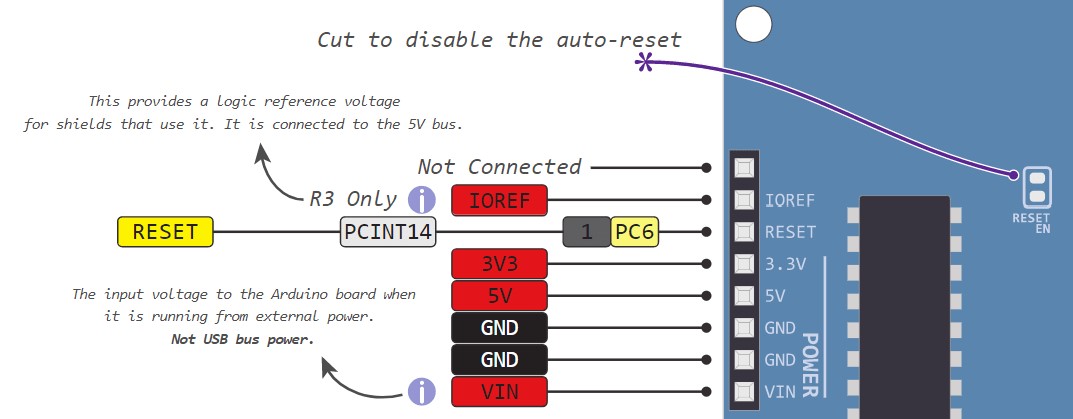 Cut to disable the auto-reset
*
This provides a logic reference voltage
for shields that use it. It is connected to the 5V bus.
Not Connected
R3 Only i IOREF IOREF
RESET PCINT14 1 PC6 RESET
3V3 3.3V
5V 5V
GND GND
GND GND
VIN VIN
The input voltage to the Arduino board when
it is running from external power.
Not USB bus power.
i
POWER
RESET
EN